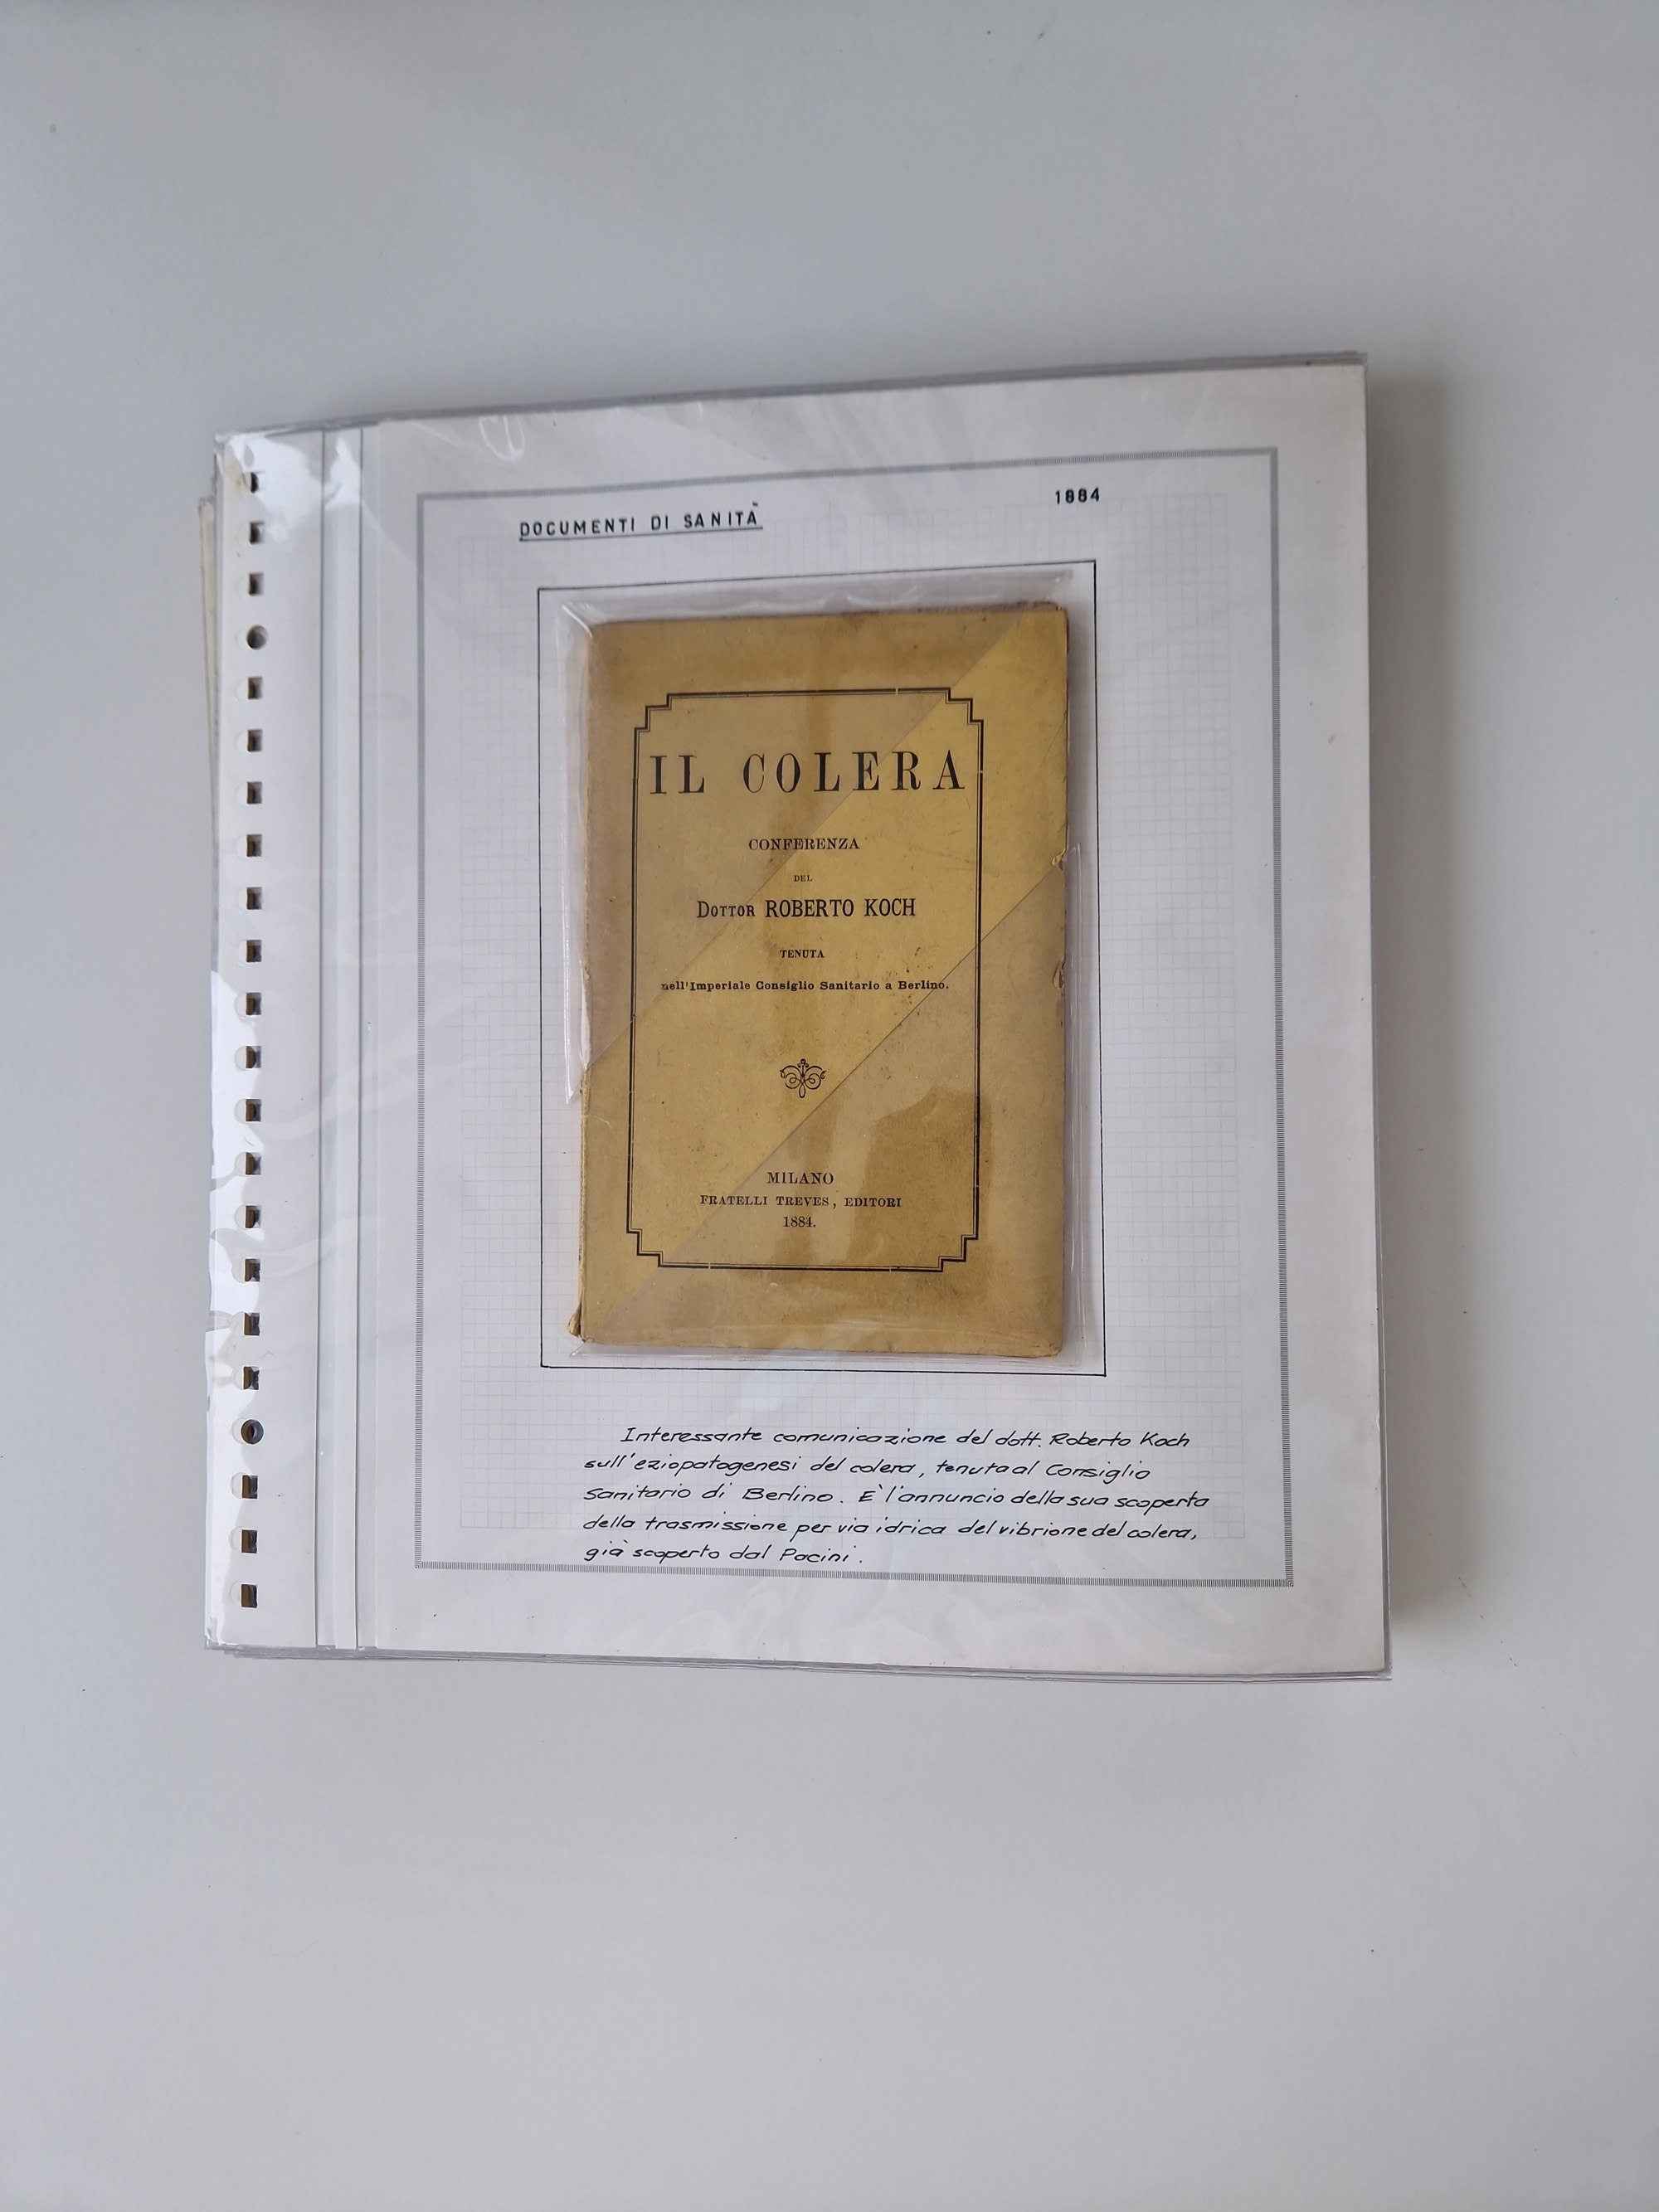 DOCUMENTI DI SANITÀ
1884
IL COLERA
CONFERENZA
DEL
DOTTOR ROBERTO KOCH
TENUTA
nell'Imperiale Consiglio Sanitario a Berlino.
MILANO
FRATELLI TREVES, EDITORI
1884.
Interessante comunicazione del dott. Roberto Koch
sull'eziopatogenesi del colera, tenuta al Consiglio
Sanitario di Berlino. E' l'annuncio della sua scoperta
della trasmissione per via idrica del vibrione del colera,
già scoperto dal Pacini.